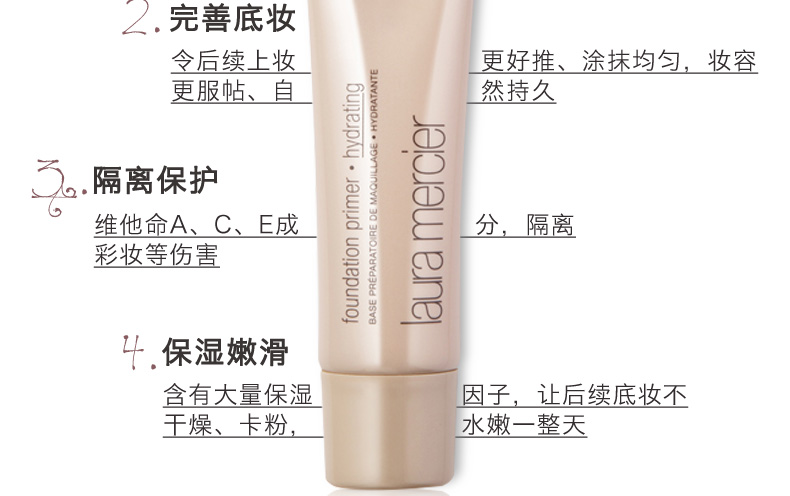 2. 完善底妆
令后续上妆 更好推、涂抹均匀，妆容
更服帖、自 然持久
3. 隔离保护
维他命A、C、E成 分，隔离
彩妆等伤害
4. 保湿嫩滑
含有大量保湿 因子，让后续底妆不
干燥、卡粉， 水嫩一整天
foundation primer • hydrating
BASE PRÉPARATOIRE DE MAQUILLAGE • HYDRATANTE
laura mercier